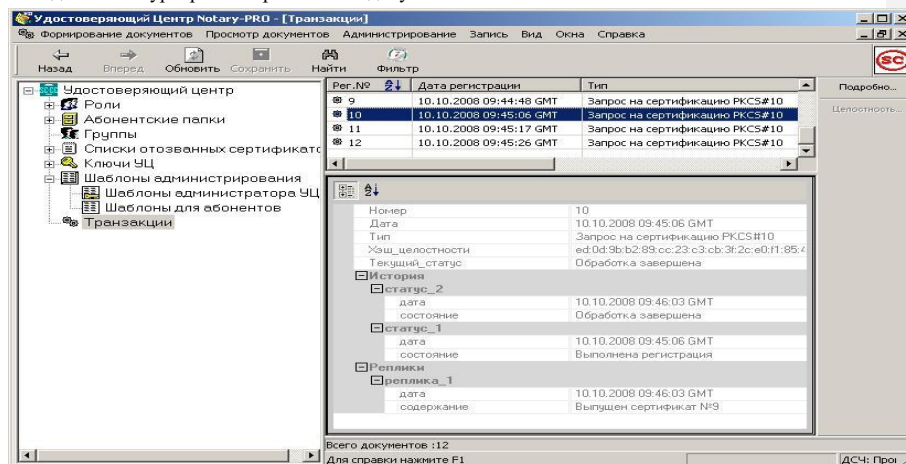 Удостоверяющий Центр Notary-PRO - [Транзакции]
Формирование документов Просмотр документов Администрирование Запись Вид Окна Справка
Назад Вперед Обновить Сохранить Найти Фильтр
SC
Удостоверяющий центр
Роли
Абонентские папки
Группы
Списки отозванных сертификато
Ключи УЦ
Шаблоны администрирования
Шаблоны администратора УЦ
Шаблоны для абонентов
Транзакции
Рег.№ Дата регистрации Тип
9 10.10.2008 09:44:48 GMT Запрос на сертификацию PKCS#10
10 10.10.2008 09:45:06 GMT Запрос на сертификацию PKCS#10
11 10.10.2008 09:45:17 GMT Запрос на сертификацию PKCS#10
12 10.10.2008 09:45:26 GMT Запрос на сертификацию PKCS#10
Подробно...
Целостность...
Номер 10
Дата 10.10.2008 09:45:06 GMT
Тип Запрос на сертификацию PKCS#10
Хэш_целостности ed:0d:9b:b2:89:cc:23:c3:cb:3f:2c:e0:f1:85:4
Текущий_статус Обработка завершена
История
статус_2
дата 10.10.2008 09:46:03 GMT
состояние Обработка завершена
статус_1
дата 10.10.2008 09:45:06 GMT
состояние Выполнена регистрация
Реплики
реплика_1
дата 10.10.2008 09:46:03 GMT
содержание Выпущен сертификат №9
Всего документов :12
Для справки нажмите F1
ДСЧ: Прог